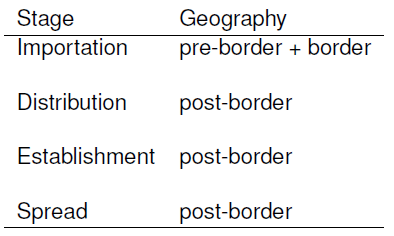 Stage Geography
Importation pre-border + border
Distribution post-border
Establishment post-border
Spread post-border